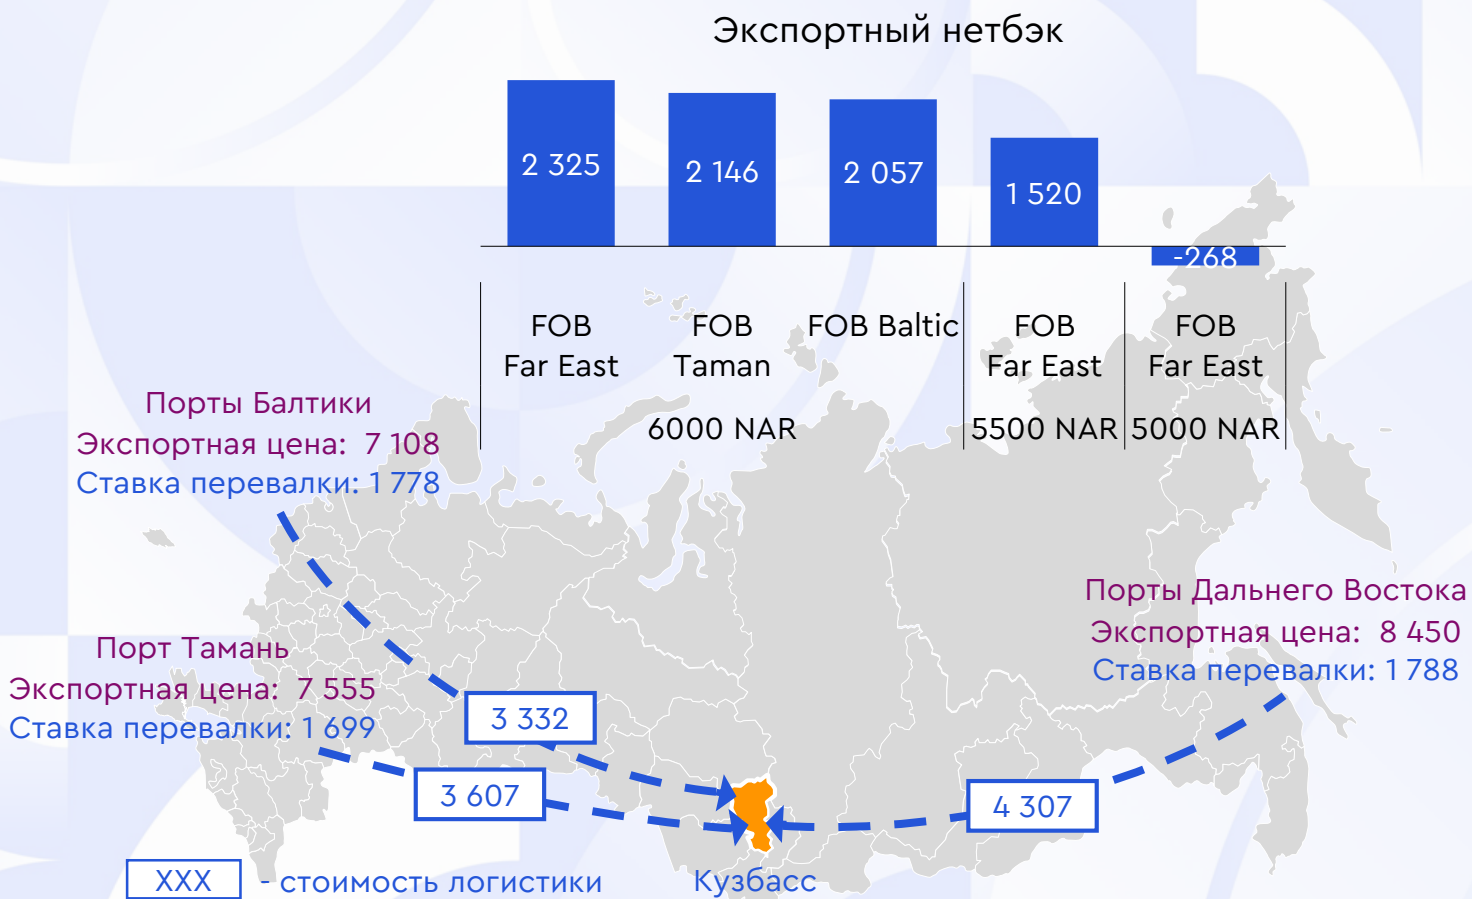 Экспортный нетбэк
2 325
2 146
2 057
1 520
-268
FOB
Far East
FOB
Taman
FOB Baltic
FOB
Far East
FOB
Far East
6000 NAR
5500 NAR
5000 NAR
Порты Балтики
Экспортная цена: 7 108
Ставка перевалки: 1 778
Порт Тамань
Экспортная цена: 7 555
Ставка перевалки: 1 699
Порты Дальнего Востока
Экспортная цена: 8 450
Ставка перевалки: 1 788
3 332
3 607
4 307
XXX - стоимость логистики
Кузбасс